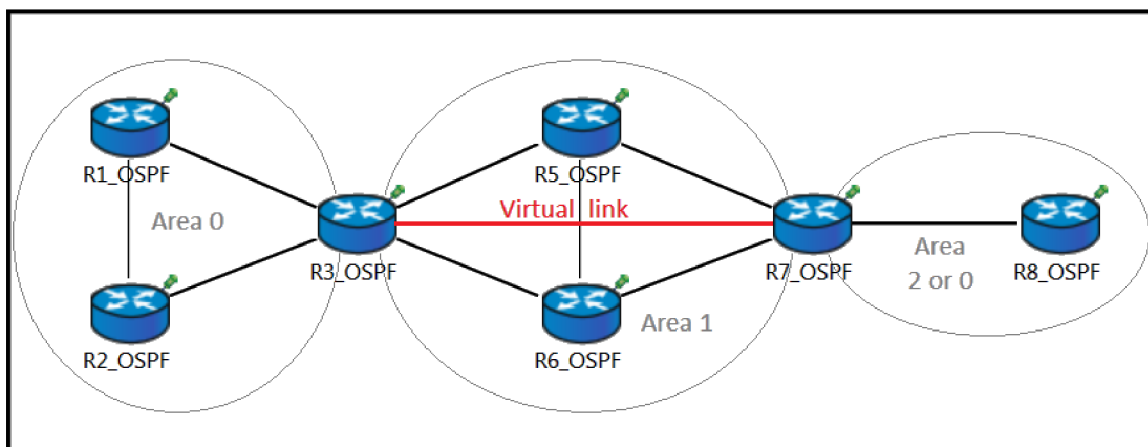 R1_OSPF
Area 0
R2_OSPF
R3_OSPF
R5_OSPF
Virtual link
R6_OSPF
Area 1
R7_OSPF
Area
2 or 0
R8_OSPF